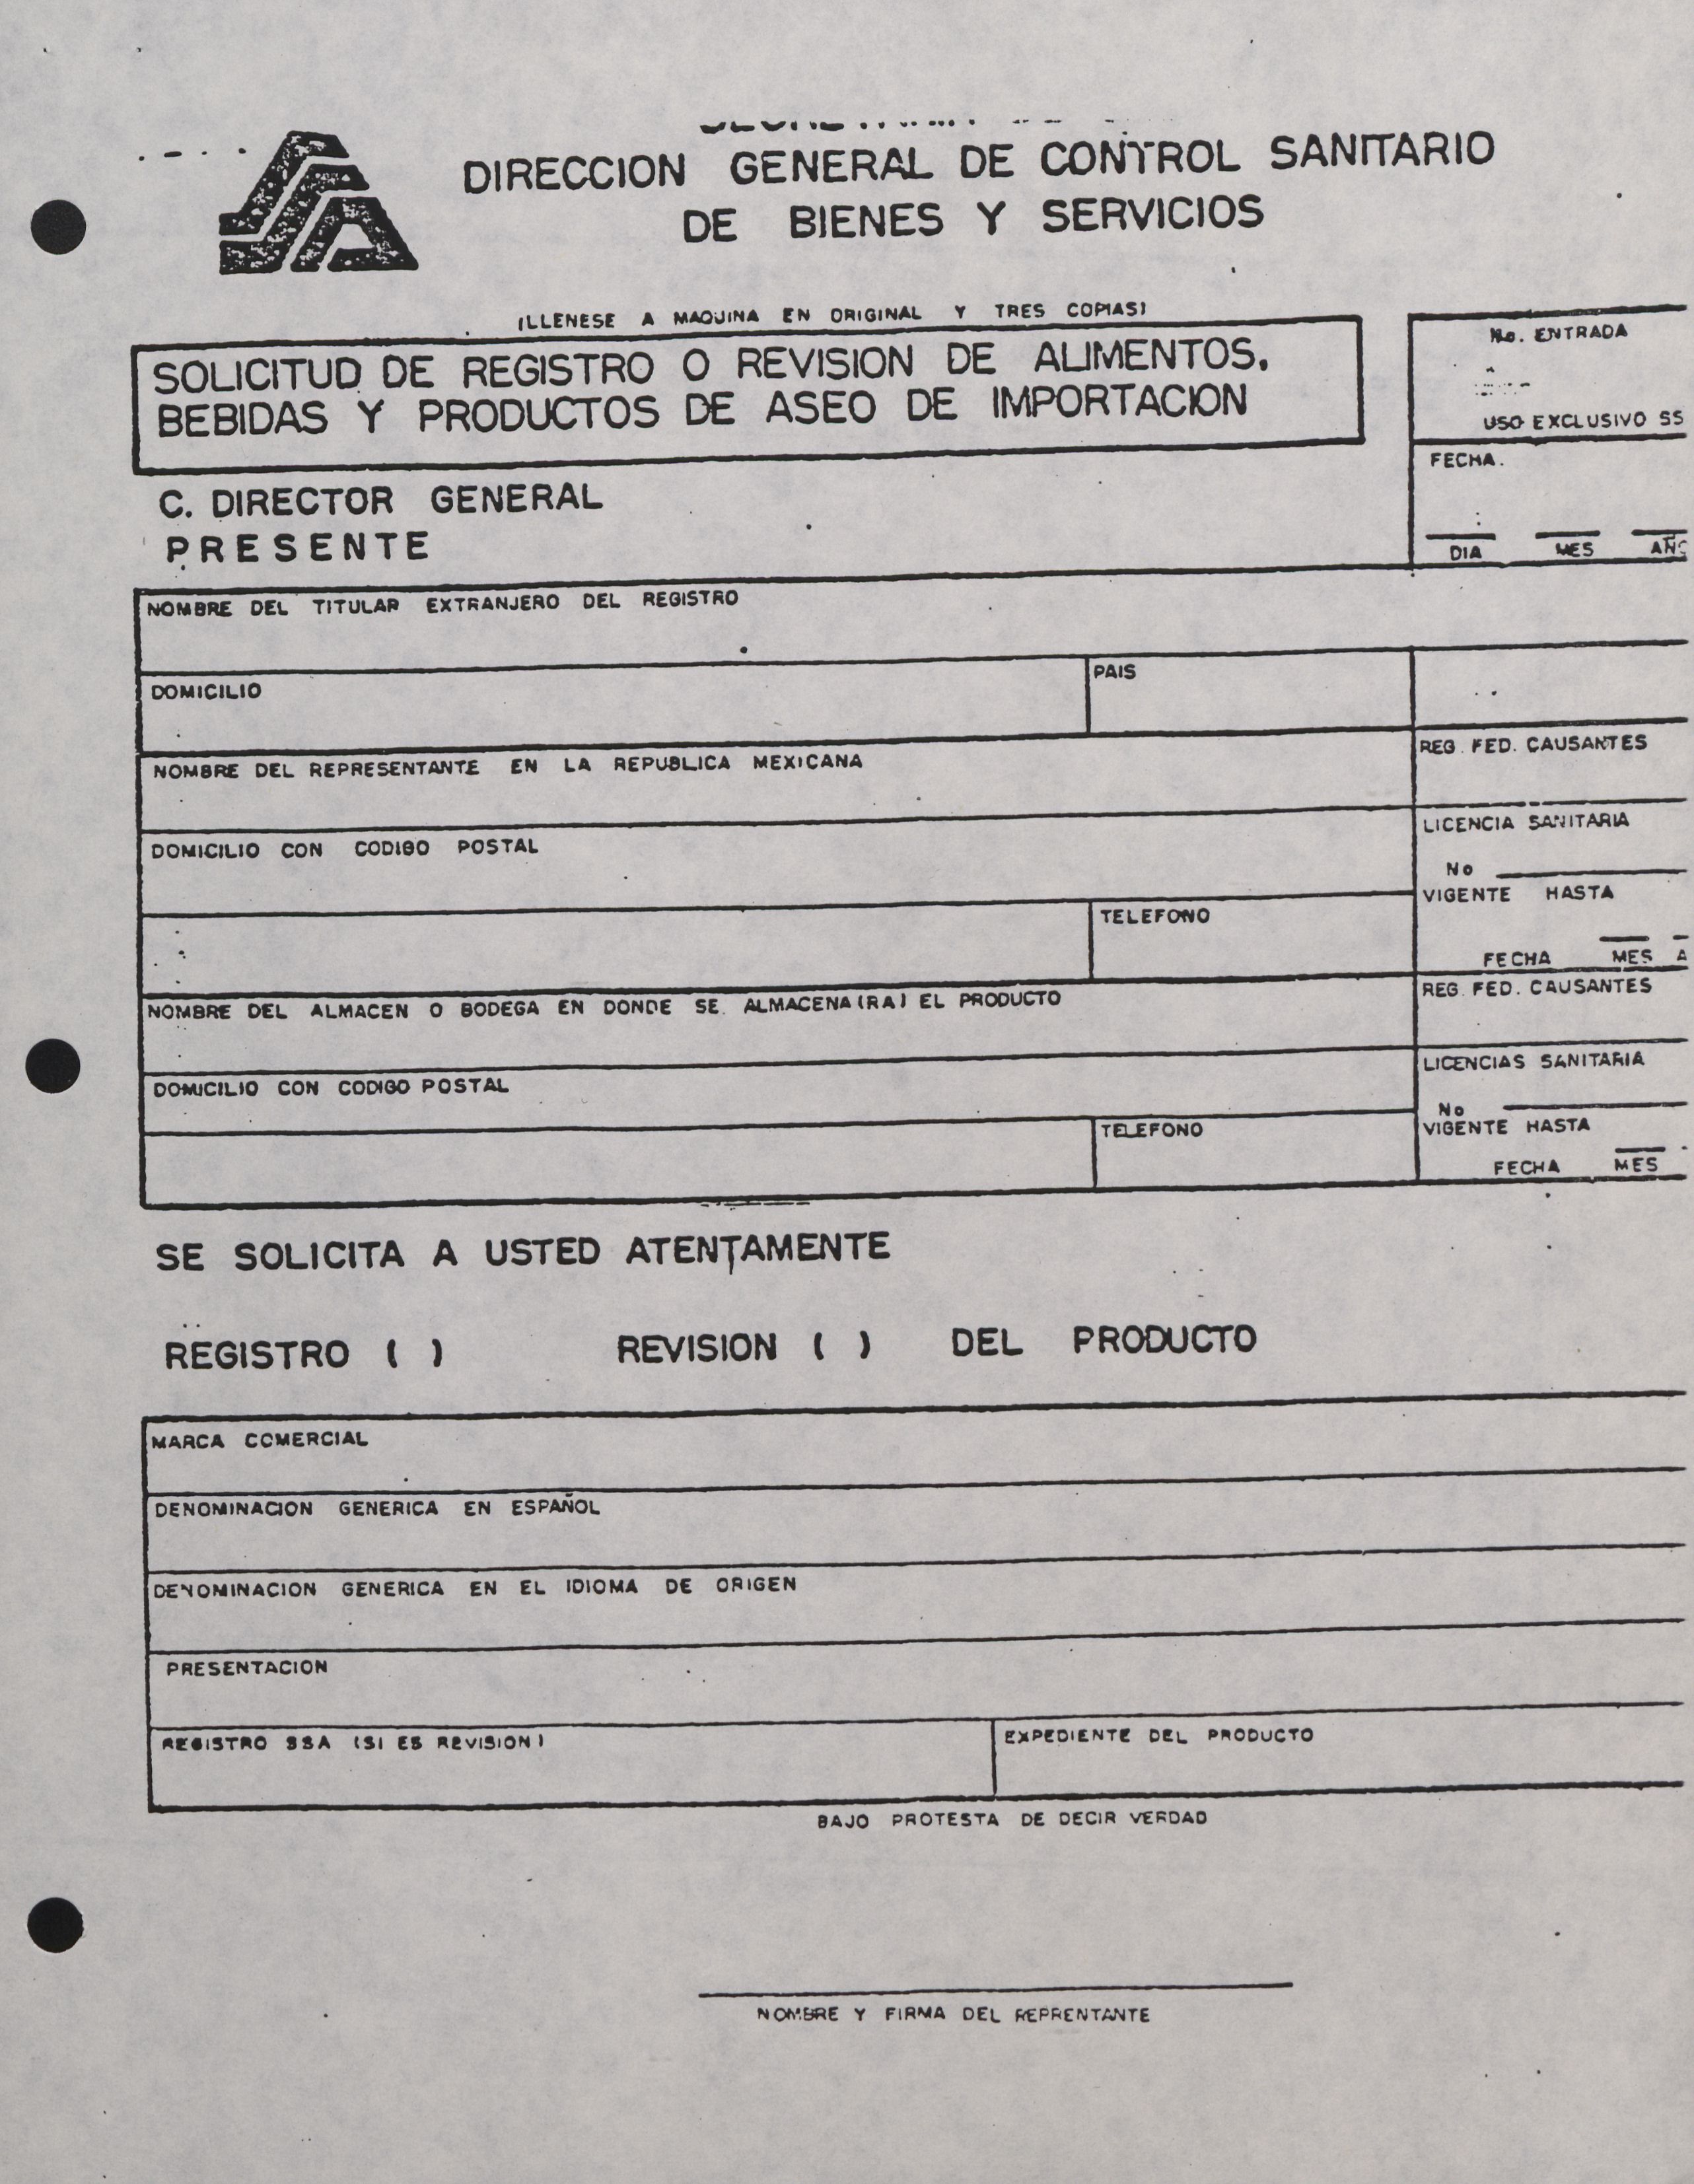 DIRECCION GENERAL DE CONTROL SANITARIO
DE BIENES Y SERVICIOS
(LLENESE A MAQUINA EN ORIGINAL Y TRES COPIAS)
SOLICITUD DE REGISTRO O REVISION DE ALIMENTOS,
BEBIDAS Y PRODUCTOS DE ASEO DE IMPORTACION
No. ENTRADA
USO EXCLUSIVO SS
FECHA.
DIA MES AÑO
C. DIRECTOR GENERAL
PRESENTE
NOMBRE DEL TITULAR EXTRANJERO DEL REGISTRO
DOMICILIO PAIS
NOMBRE DEL REPRESENTANTE EN LA REPUBLICA MEXICANA REG. FED. CAUSANTES
DOMICILIO CON CODIGO POSTAL LICENCIA SANITARIA
No
VIGENTE HASTA
TELEFONO
FECHA MES A
NOMBRE DEL ALMACEN O BODEGA EN DONDE SE ALMACENA(RA) EL PRODUCTO REG. FED. CAUSANTES
DOMICILIO CON CODIGO POSTAL LICENCIAS SANITARIA
No
TELEFONO VIGENTE HASTA
FECHA MES
SE SOLICITA A USTED ATENTAMENTE
REGISTRO ( ) REVISION ( ) DEL PRODUCTO
MARCA COMERCIAL
DENOMINACION GENERICA EN ESPAÑOL
DENOMINACION GENERICA EN EL IDIOMA DE ORIGEN
PRESENTACION
REGISTRO SSA (SI ES REVISION) EXPEDIENTE DEL PRODUCTO
BAJO PROTESTA DE DECIR VERDAD
NOMBRE Y FIRMA DEL REPRENTANTE